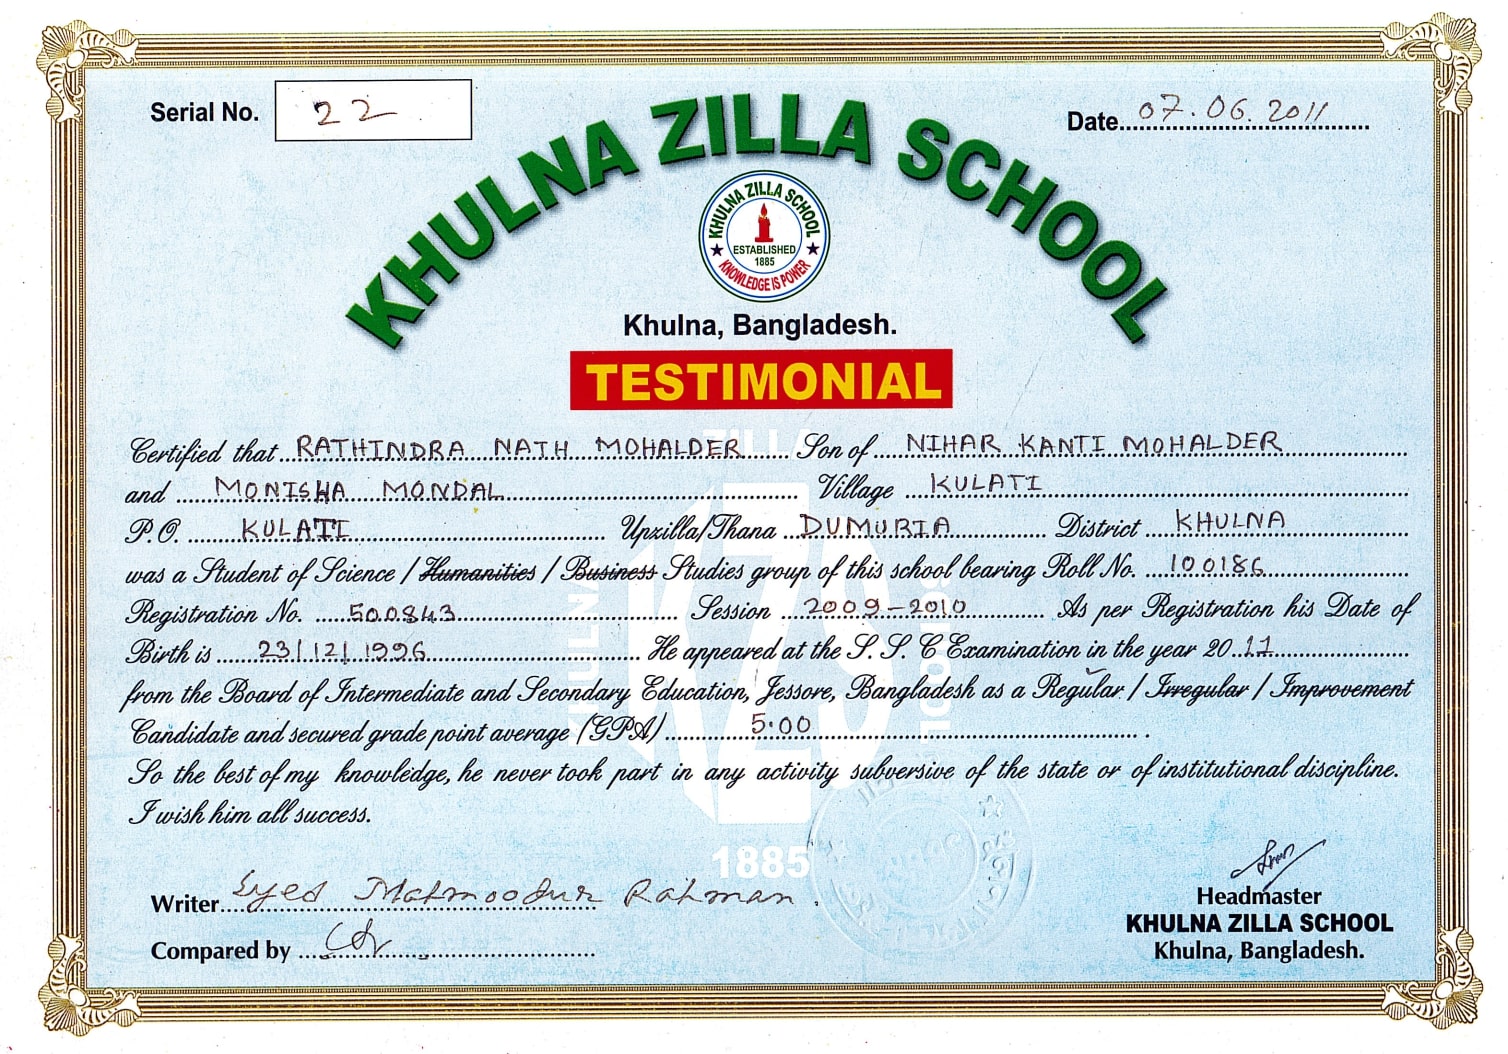 Serial No. 22
Date 07.06.2011
KHULNA ZILLA SCHOOL
KHULNA ZILLA SCHOOL
ESTABLISHED
1885
KNOWLEDGE IS POWER
Khulna, Bangladesh.
TESTIMONIAL
Certified that RATHINDRA NATH MOHALDER Son of NIHAR KANTI MOHALDER
and MONISHA MONDAL Village KULATI
P.O. KULATI Upzilla/Thana DUMURIA District KHULNA
was a Student of Science / Humanities / Business Studies group of this school bearing Roll No. 100186
Registration No. 500843 Session 2009-2010 As per Registration his Date of
Birth is 23/12/1996 He appeared at the S. S. C Examination in the year 20 11
from the Board of Intermediate and Secondary Education, Jessore, Bangladesh as a Regular / Irregular / Improvement
Candidate and secured grade point average (GPA) 5.00 .
So the best of my knowledge, he never took part in any activity subversive of the state or of institutional discipline.
I wish him all success.
1885
Writer Syed Mahmoodur Rahman.
Compared by
Headmaster
KHULNA ZILLA SCHOOL
Khulna, Bangladesh.